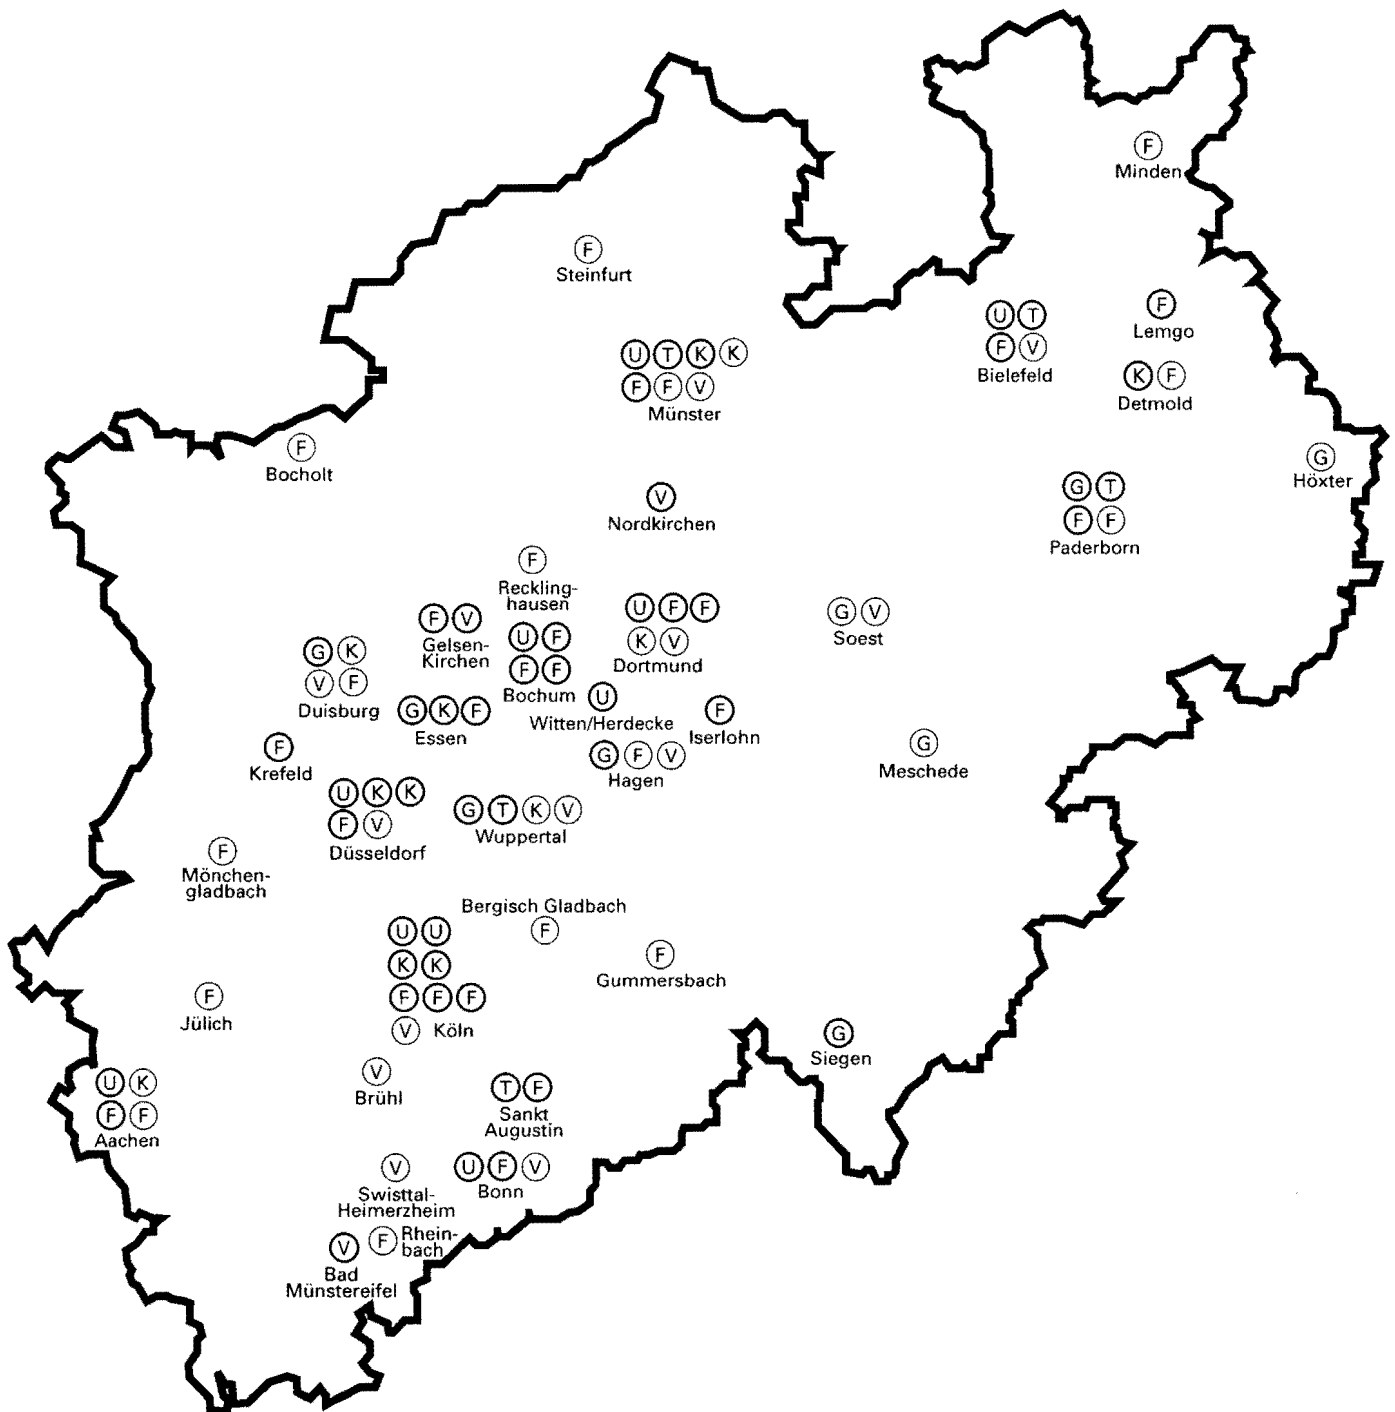 F
Minden
F
Steinfurt
U T
F V
Bielefeld
F
Lemgo
U T K K
F F V
Münster
K F
Detmold
F
Bocholt
G
Höxter
V
Nordkirchen
G T
F F
Paderborn
F
Reckling-
hausen
F V
Gelsen-
Kirchen
U F
F F
Bochum
U F F
K V
Dortmund
G V
Soest
G K
V F
Duisburg
G K F
Essen
U
Witten/Herdecke
F
Iserlohn
G F V
Hagen
G
Meschede
F
Krefeld
U K K
F V
Düsseldorf
G T K V
Wuppertal
F
Mönchen-
gladbach
Bergisch Gladbach
F
U U
K K
F F F
V Köln
F
Gummersbach
F
Jülich
G
Siegen
V
Brühl
U K
F F
Aachen
T F
Sankt
Augustin
V
Swisttal-
Heimerzheim
U F V
Bonn
F Rhein-
bach
V
Bad
Münstereifel